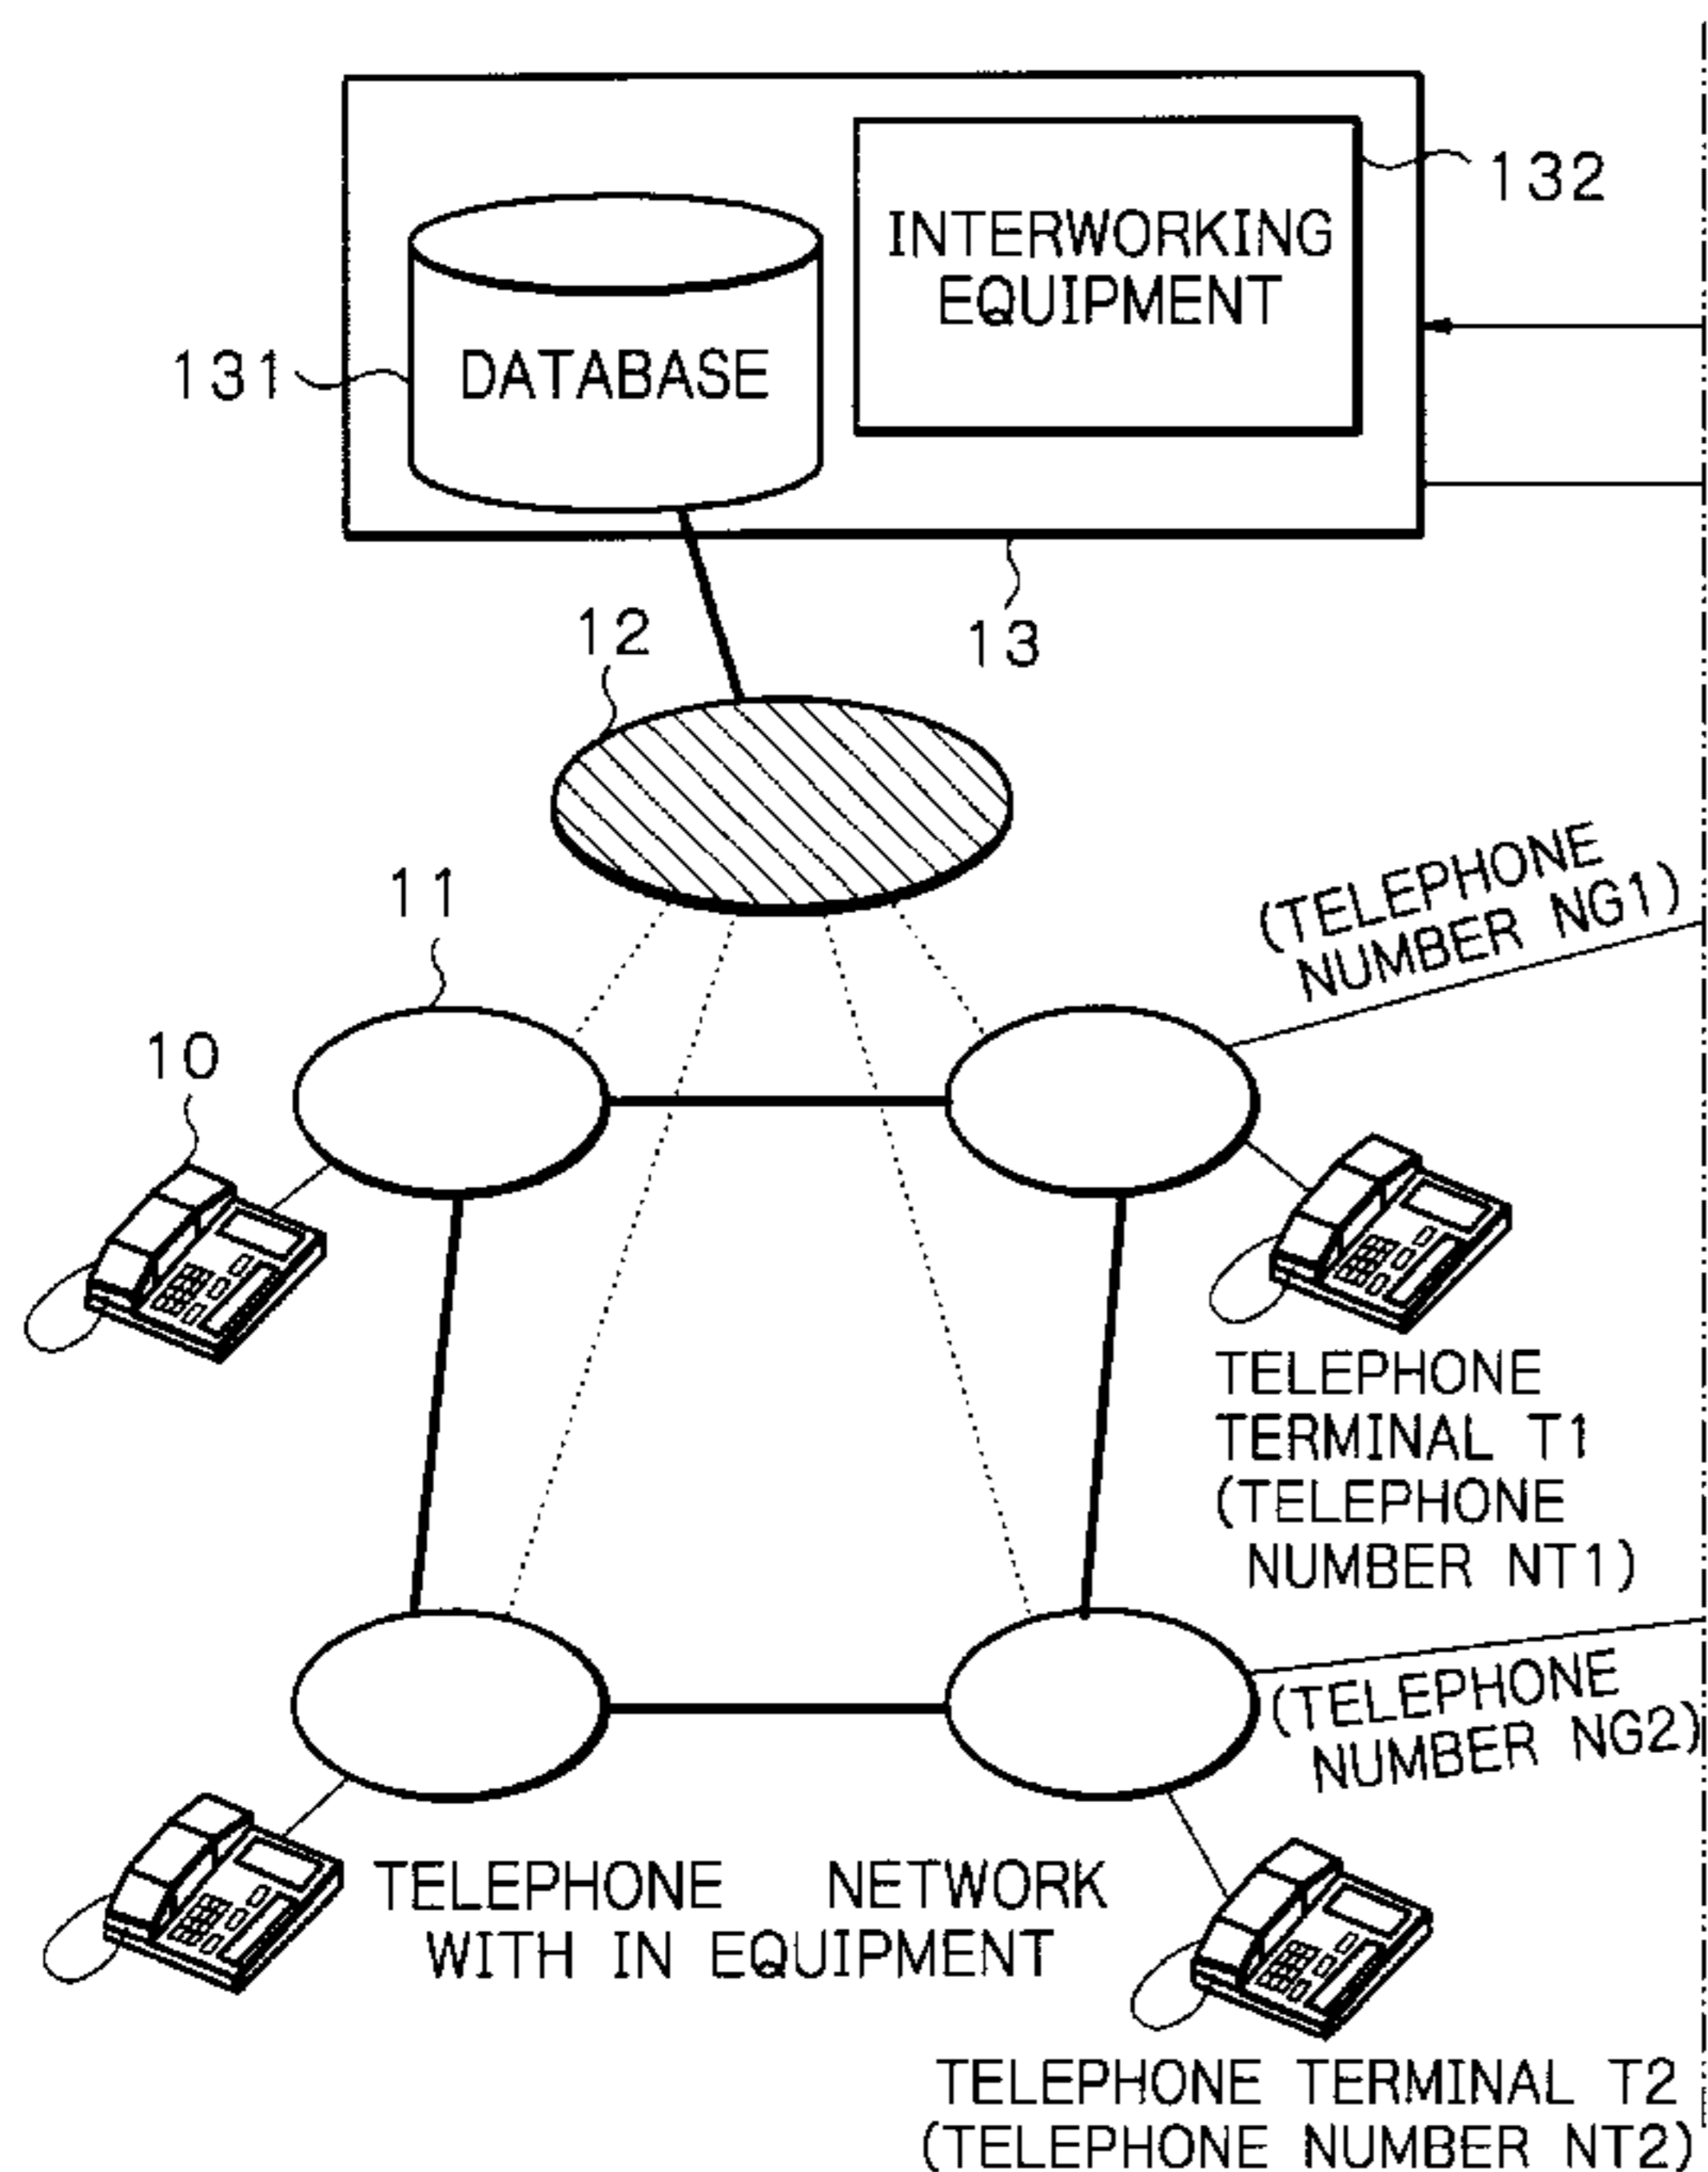 132
INTERWORKING
EQUIPMENT
131
DATABASE
12
13
11
(TELEPHONE
NUMBER NG1)
10
TELEPHONE
TERMINAL T1
(TELEPHONE
NUMBER NT1)
(TELEPHONE
NUMBER NG2)
TELEPHONE NETWORK
WITH IN EQUIPMENT
TELEPHONE TERMINAL T2
(TELEPHONE NUMBER NT2)